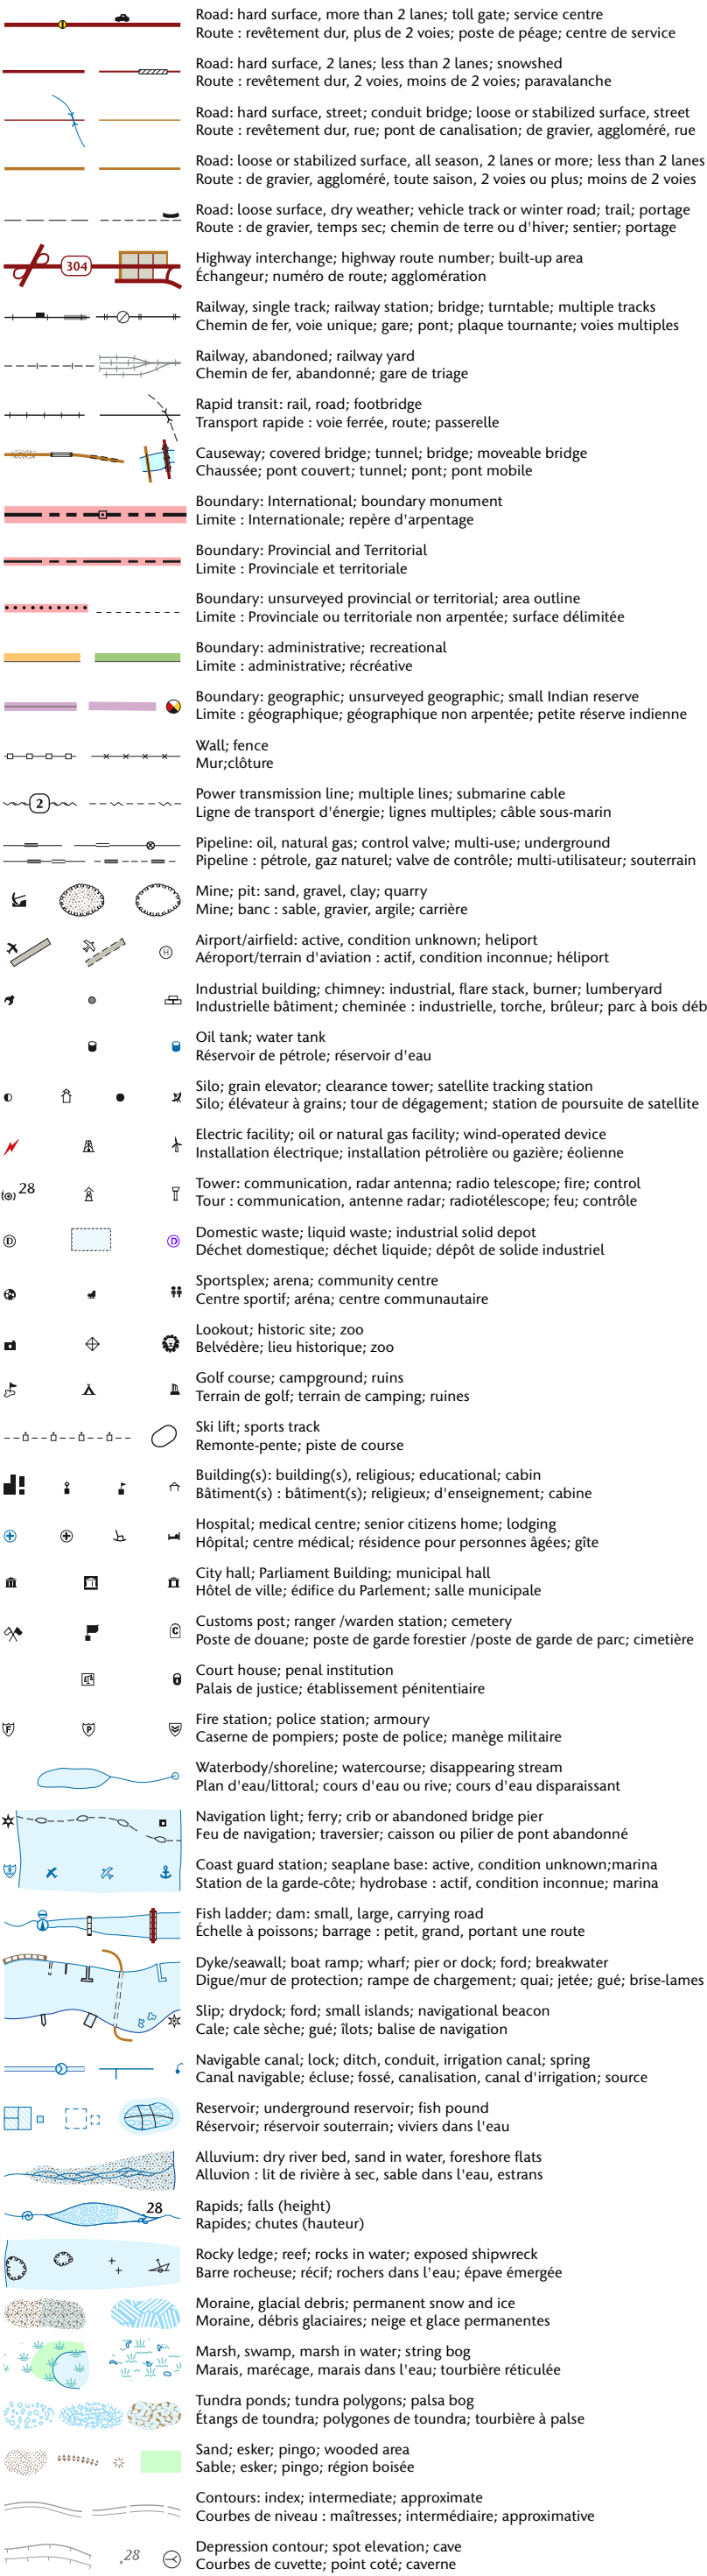 Road: hard surface, more than 2 lanes; toll gate; service centre
Route : revêtement dur, plus de 2 voies; poste de péage; centre de service
Road: hard surface, 2 lanes; less than 2 lanes; snowshed
Route : revêtement dur, 2 voies, moins de 2 voies; paravalanche
Road: hard surface, street; conduit bridge; loose or stabilized surface, street
Route : revêtement dur, rue; pont de canalisation; de gravier, aggloméré, rue
Road: loose or stabilized surface, all season, 2 lanes or more; less than 2 lanes
Route : de gravier, aggloméré, toute saison, 2 voies ou plus; moins de 2 voies
Road: loose surface, dry weather; vehicle track or winter road; trail; portage
Route : de gravier, temps sec; chemin de terre ou d'hiver; sentier; portage
304
Highway interchange; highway route number; built-up area
Échangeur; numéro de route; agglomération
Railway, single track; railway station; bridge; turntable; multiple tracks
Chemin de fer, voie unique; gare; pont; plaque tournante; voies multiples
Railway, abandoned; railway yard
Chemin de fer, abandonné; gare de triage
Rapid transit: rail, road; footbridge
Transport rapide : voie ferrée, route; passerelle
Causeway; covered bridge; tunnel; bridge; moveable bridge
Chaussée; pont couvert; tunnel; pont; pont mobile
Boundary: International; boundary monument
Limite : Internationale; repère d'arpentage
Boundary: Provincial and Territorial
Limite : Provinciale et territoriale
Boundary: unsurveyed provincial or territorial; area outline
Limite : Provinciale ou territoriale non arpentée; surface délimitée
Boundary: administrative; recreational
Limite : administrative; récréative
Boundary: geographic; unsurveyed geographic; small Indian reserve
Limite : géographique; géographique non arpentée; petite réserve indienne
Wall; fence
Mur;clôture
2
Power transmission line; multiple lines; submarine cable
Ligne de transport d'énergie; lignes multiples; câble sous-marin
Pipeline: oil, natural gas; control valve; multi-use; underground
Pipeline : pétrole, gaz naturel; valve de contrôle; multi-utilisateur; souterrain
Mine; pit: sand, gravel, clay; quarry
Mine; banc : sable, gravier, argile; carrière
H
Airport/airfield: active, condition unknown; heliport
Aéroport/terrain d'aviation : actif, condition inconnue; héliport
Industrial building; chimney: industrial, flare stack, burner; lumberyard
Industrielle bâtiment; cheminée : industrielle, torche, brûleur; parc à bois déb
Oil tank; water tank
Réservoir de pétrole; réservoir d'eau
Silo; grain elevator; clearance tower; satellite tracking station
Silo; élévateur à grains; tour de dégagement; station de poursuite de satellite
Electric facility; oil or natural gas facility; wind-operated device
Installation électrique; installation pétrolière ou gazière; éolienne
28
Tower: communication, radar antenna; radio telescope; fire; control
Tour : communication, antenne radar; radiotélescope; feu; contrôle
D D
Domestic waste; liquid waste; industrial solid depot
Déchet domestique; déchet liquide; dépôt de solide industriel
Sportsplex; arena; community centre
Centre sportif; aréna; centre communautaire
Lookout; historic site; zoo
Belvédère; lieu historique; zoo
Golf course; campground; ruins
Terrain de golf; terrain de camping; ruines
Ski lift; sports track
Remonte-pente; piste de course
Building(s): building(s), religious; educational; cabin
Bâtiment(s) : bâtiment(s); religieux; d'enseignement; cabine
Hospital; medical centre; senior citizens home; lodging
Hôpital; centre médical; résidence pour personnes âgées; gîte
City hall; Parliament Building; municipal hall
Hôtel de ville; édifice du Parlement; salle municipale
C
Customs post; ranger /warden station; cemetery
Poste de douane; poste de garde forestier /poste de garde de parc; cimetière
Court house; penal institution
Palais de justice; établissement pénitentiaire
F P
Fire station; police station; armoury
Caserne de pompiers; poste de police; manège militaire
Waterbody/shoreline; watercourse; disappearing stream
Plan d'eau/littoral; cours d'eau ou rive; cours d'eau disparaissant
Navigation light; ferry; crib or abandoned bridge pier
Feu de navigation; traversier; caisson ou pilier de pont abandonné
Coast guard station; seaplane base: active, condition unknown;marina
Station de la garde-côte; hydrobase : actif, condition inconnue; marina
Fish ladder; dam: small, large, carrying road
Échelle à poissons; barrage : petit, grand, portant une route
Dyke/seawall; boat ramp; wharf; pier or dock; ford; breakwater
Digue/mur de protection; rampe de chargement; quai; jetée; gué; brise-lames
Slip; drydock; ford; small islands; navigational beacon
Cale; cale sèche; gué; îlots; balise de navigation
Navigable canal; lock; ditch, conduit, irrigation canal; spring
Canal navigable; écluse; fossé, canalisation, canal d'irrigation; source
Reservoir; underground reservoir; fish pound
Réservoir; réservoir souterrain; viviers dans l'eau
Alluvium: dry river bed, sand in water, foreshore flats
Alluvion : lit de rivière à sec, sable dans l'eau, estrans
28
Rapids; falls (height)
Rapides; chutes (hauteur)
Rocky ledge; reef; rocks in water; exposed shipwreck
Barre rocheuse; récif; rochers dans l'eau; épave émergée
Moraine, glacial debris; permanent snow and ice
Moraine, débris glaciaires; neige et glace permanentes
Marsh, swamp, marsh in water; string bog
Marais, marécage, marais dans l'eau; tourbière réticulée
Tundra ponds; tundra polygons; palsa bog
Étangs de toundra; polygones de toundra; tourbière à palse
Sand; esker; pingo; wooded area
Sable; esker; pingo; région boisée
Contours: index; intermediate; approximate
Courbes de niveau : maîtresses; intermédiaire; approximative
.28
Depression contour; spot elevation; cave
Courbes de cuvette; point coté; caverne